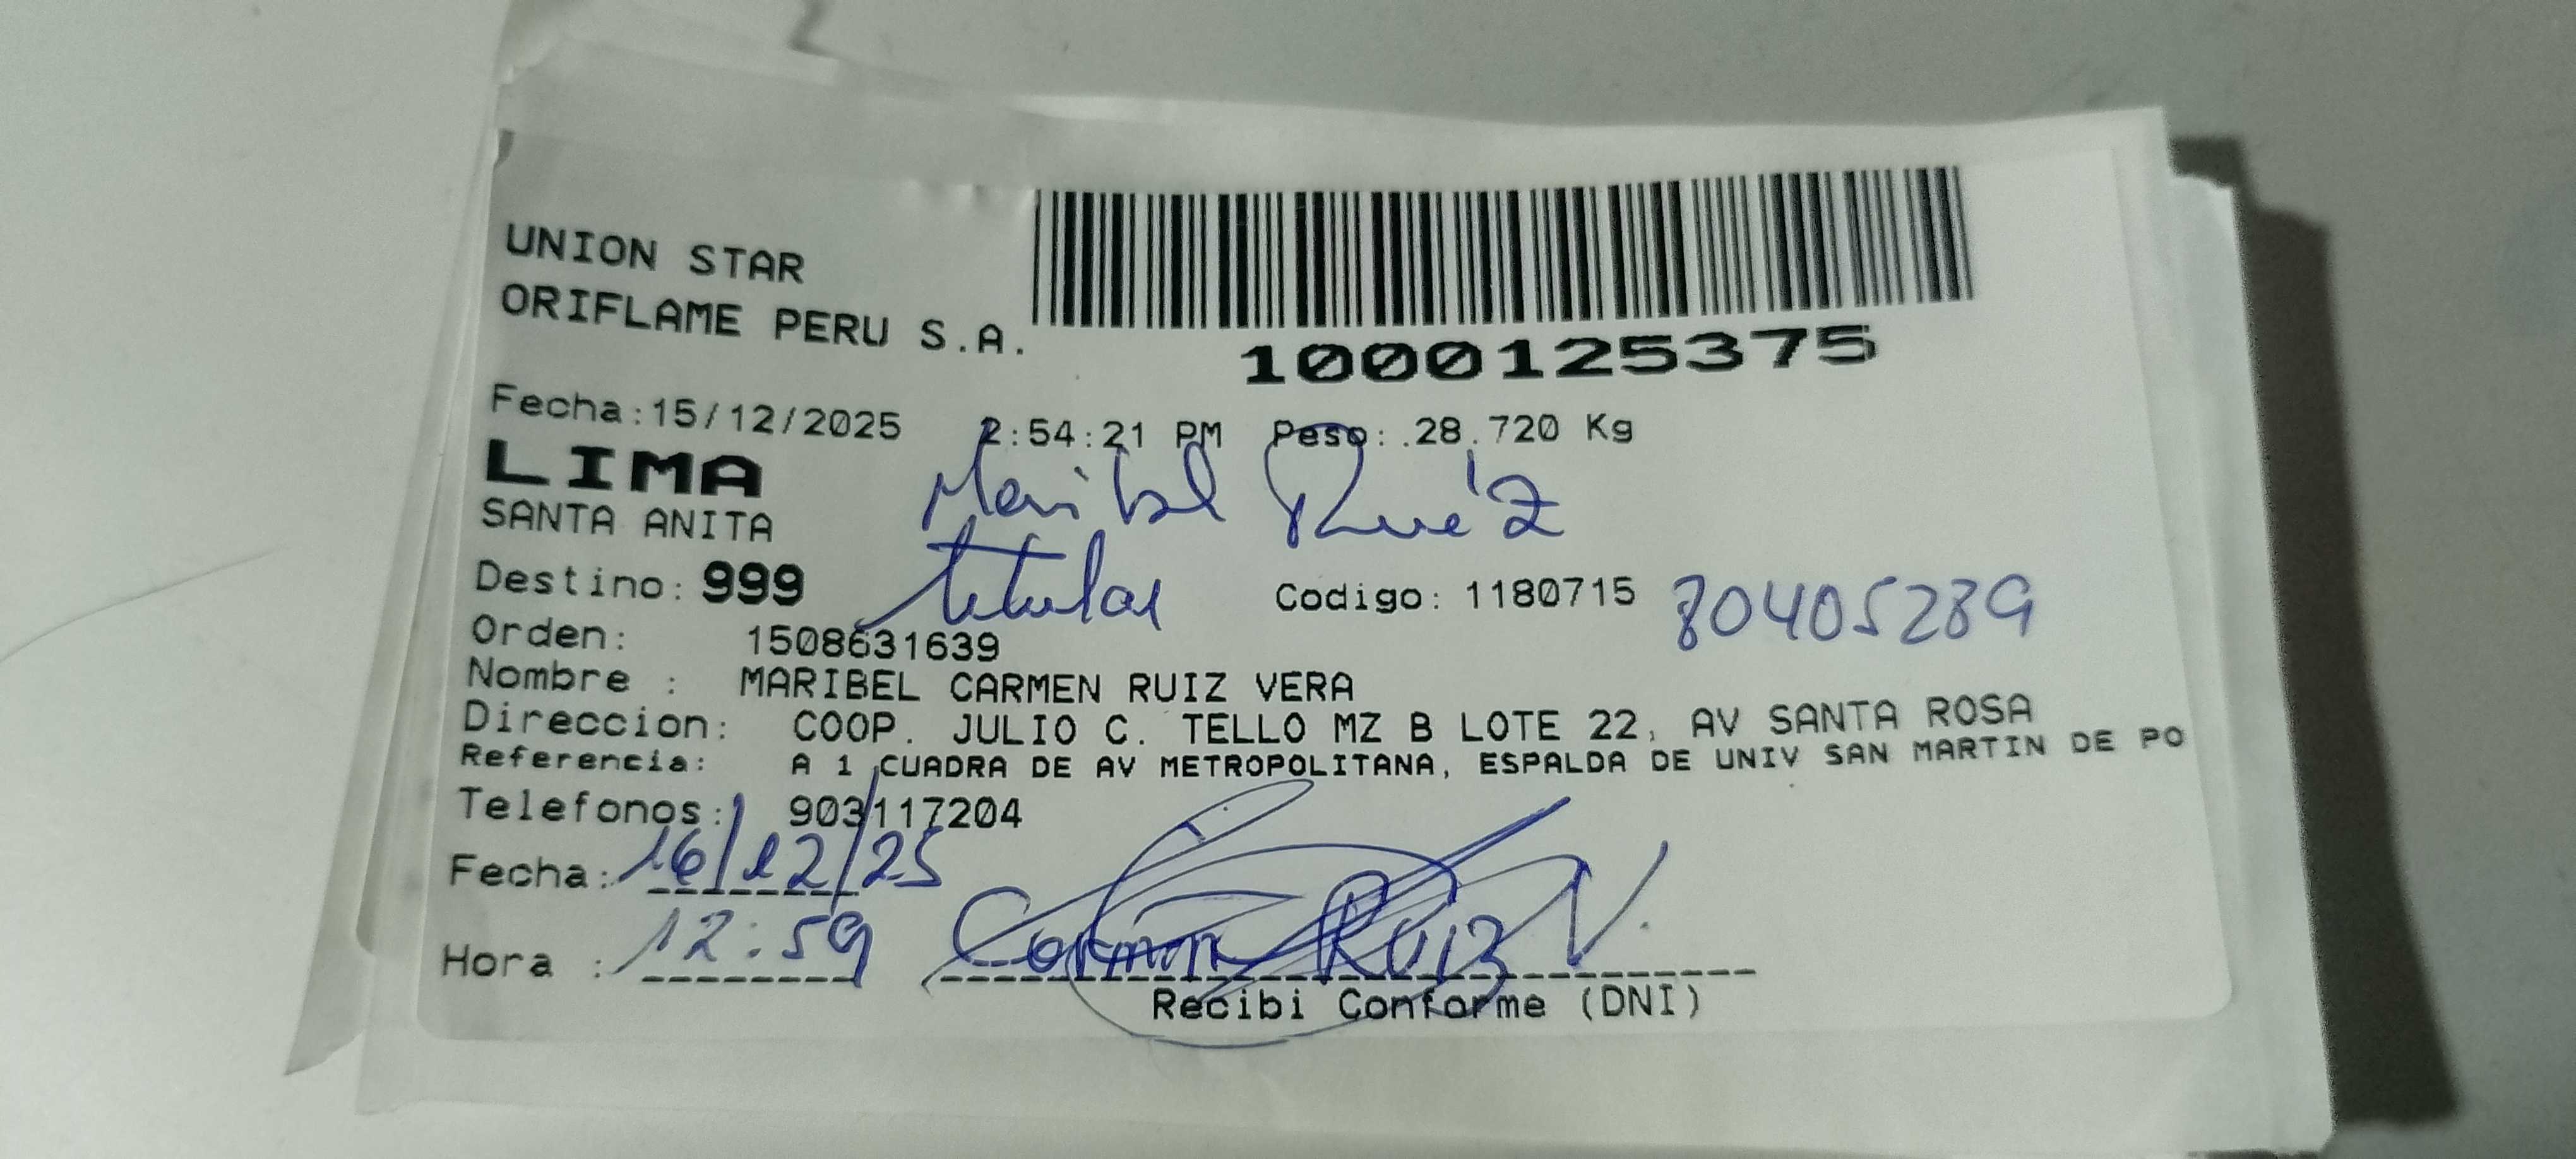 UNION STAR
ORIFLAME PERU S.A.
1000125375
Fecha:15/12/2025 2:54:21 PM Peso: .28.720 Kg
LIMA
Maribel Ruíz
SANTA ANITA
titular
Destino: 999 Codigo: 1180715 80405289
Orden: 1508631639
Nombre : MARIBEL CARMEN RUIZ VERA
Direccion: COOP. JULIO C. TELLO MZ B LOTE 22, AV SANTA ROSA
Referencia: A 1 CUADRA DE AV METROPOLITANA, ESPALDA DE UNIV SAN MARTIN DE PO
Telefonos: 903117204
Fecha: 16/12/25
Hora : 12:59 Carmen Ruiz V.
Recibi Conforme (DNI)